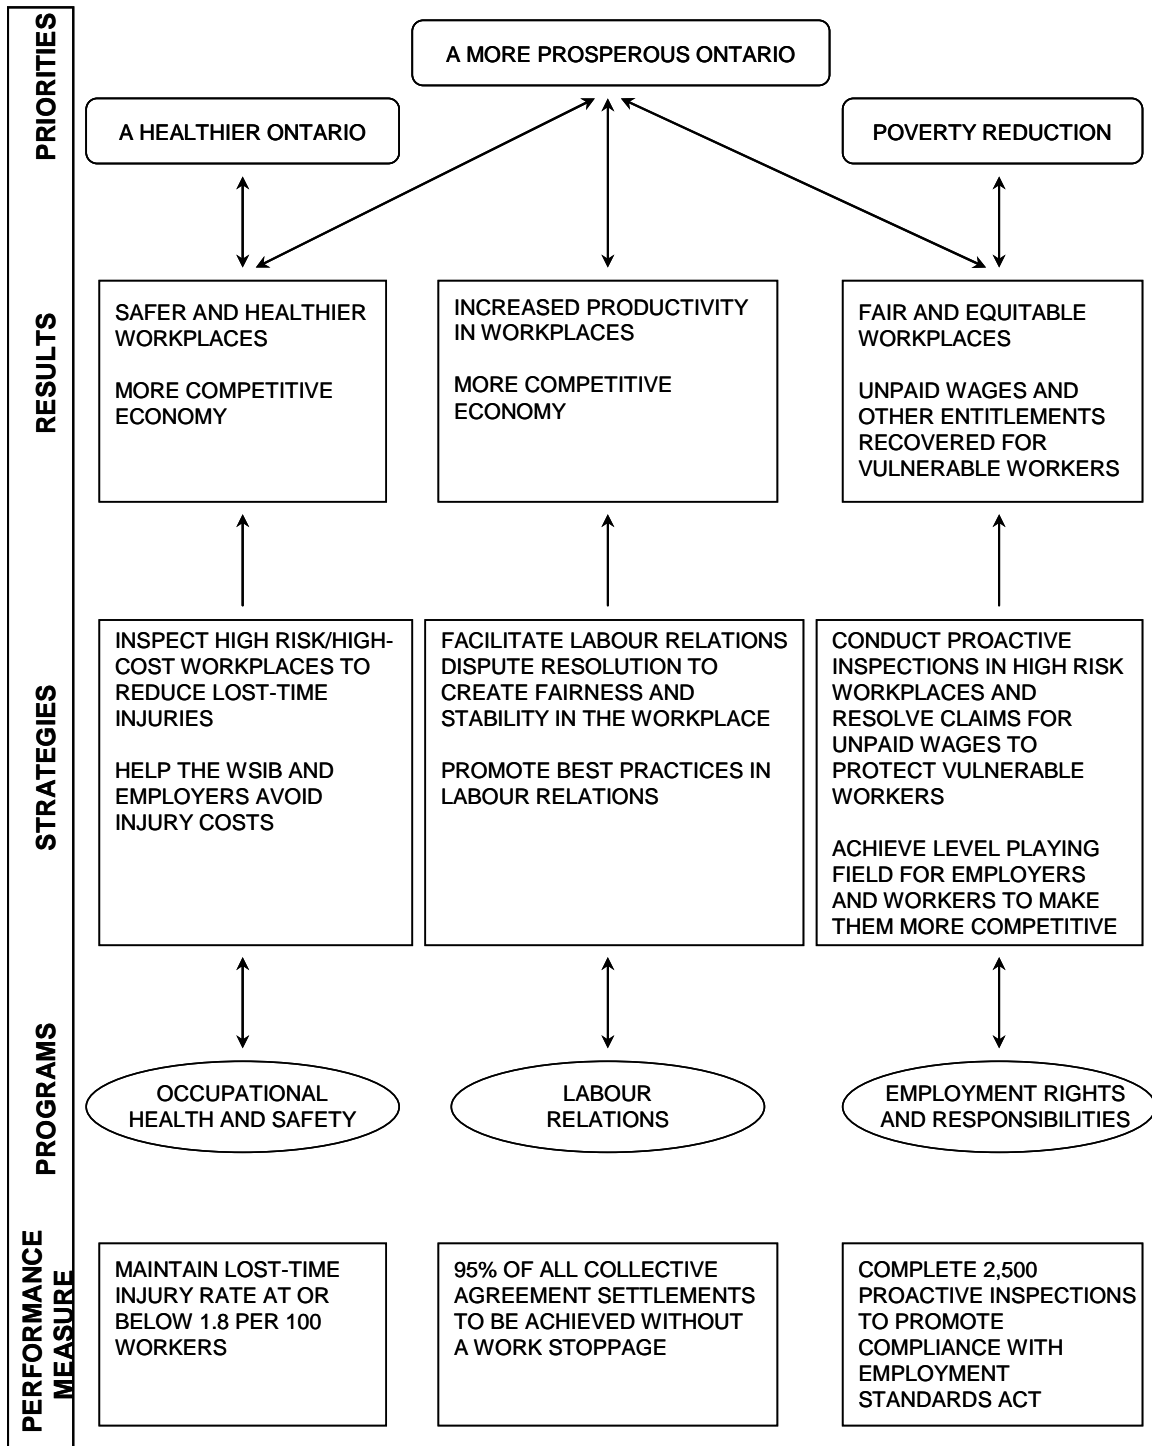 PRIORITIES
A MORE PROSPEROUS ONTARIO
A HEALTHIER ONTARIO
POVERTY REDUCTION
RESULTS
SAFER AND HEALTHIER
WORKPLACES
MORE COMPETITIVE
ECONOMY
INCREASED PRODUCTIVITY
IN WORKPLACES
MORE COMPETITIVE
ECONOMY
FAIR AND EQUITABLE
WORKPLACES
UNPAID WAGES AND
OTHER ENTITLEMENTS
RECOVERED FOR
VULNERABLE WORKERS
STRATEGIES
INSPECT HIGH RISK/HIGH-
COST WORKPLACES TO
REDUCE LOST-TIME
INJURIES
HELP THE WSIB AND
EMPLOYERS AVOID
INJURY COSTS
FACILITATE LABOUR RELATIONS
DISPUTE RESOLUTION TO
CREATE FAIRNESS AND
STABILITY IN THE WORKPLACE
PROMOTE BEST PRACTICES IN
LABOUR RELATIONS
CONDUCT PROACTIVE
INSPECTIONS IN HIGH RISK
WORKPLACES AND
RESOLVE CLAIMS FOR
UNPAID WAGES TO
PROTECT VULNERABLE
WORKERS
ACHIEVE LEVEL PLAYING
FIELD FOR EMPLOYERS
AND WORKERS TO MAKE
THEM MORE COMPETITIVE
PROGRAMS
OCCUPATIONAL
HEALTH AND SAFETY
LABOUR
RELATIONS
EMPLOYMENT RIGHTS
AND RESPONSIBILITIES
PERFORMANCE
MEASURE
MAINTAIN LOST-TIME
INJURY RATE AT OR
BELOW 1.8 PER 100
WORKERS
95% OF ALL COLLECTIVE
AGREEMENT SETTLEMENTS
TO BE ACHIEVED WITHOUT
A WORK STOPPAGE
COMPLETE 2,500
PROACTIVE INSPECTIONS
TO PROMOTE
COMPLIANCE WITH
EMPLOYMENT
STANDARDS ACT